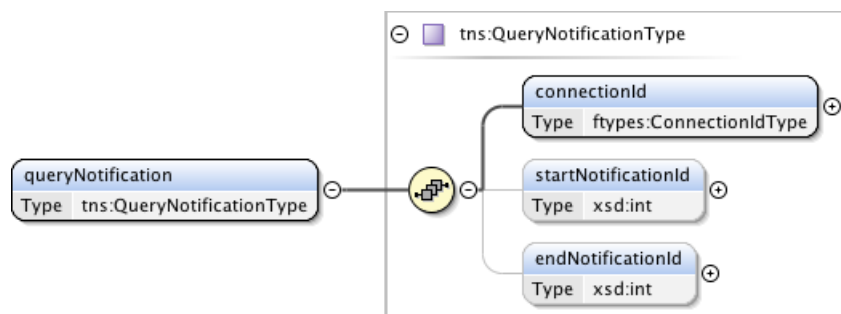 tns:QueryNotificationType
connectionId
Type ftypes:ConnectionIdType
queryNotification
Type tns:QueryNotificationType
startNotificationId
Type xsd:int
endNotificationId
Type xsd:int